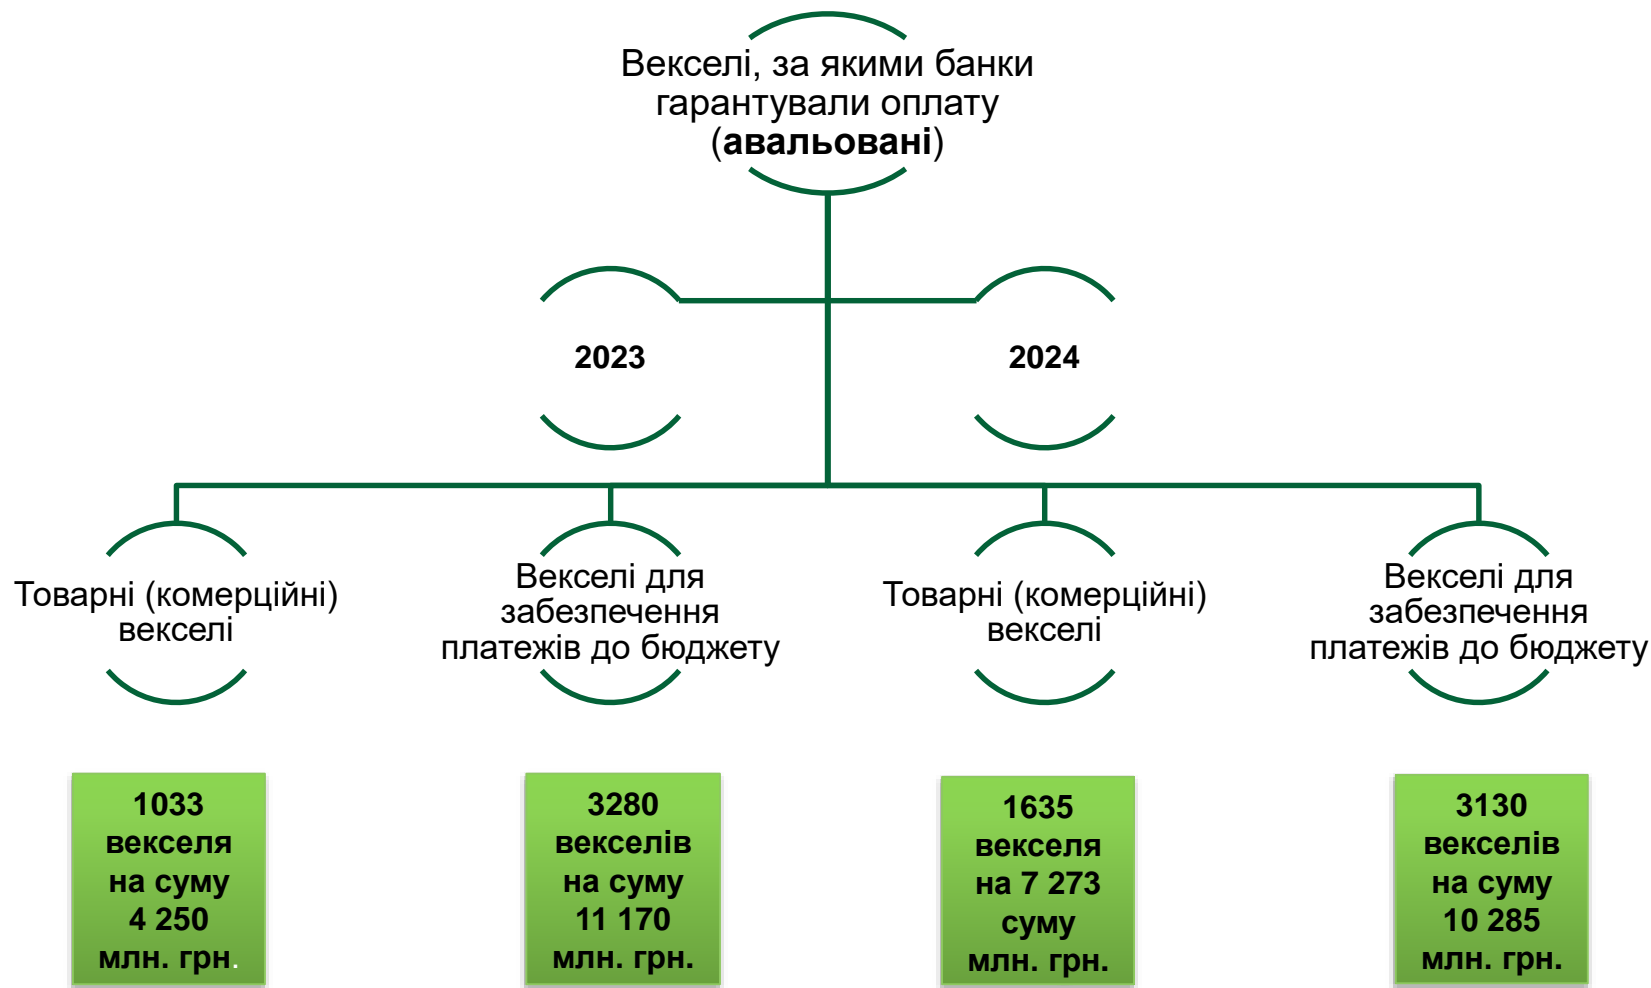 Векселі, за якими банки
гарантували оплату
(авальовані)
2023
2024
Товарні (комерційні)
векселі
Векселі для
забезпечення
платежів до бюджету
Товарні (комерційні)
векселі
Векселі для
забезпечення
платежів до бюджету
1033
векселя
на суму
4 250
млн. грн.
3280
векселів
на суму
11 170
млн. грн.
1635
векселя
на 7 273
суму
млн. грн.
3130
векселів
на суму
10 285
млн. грн.